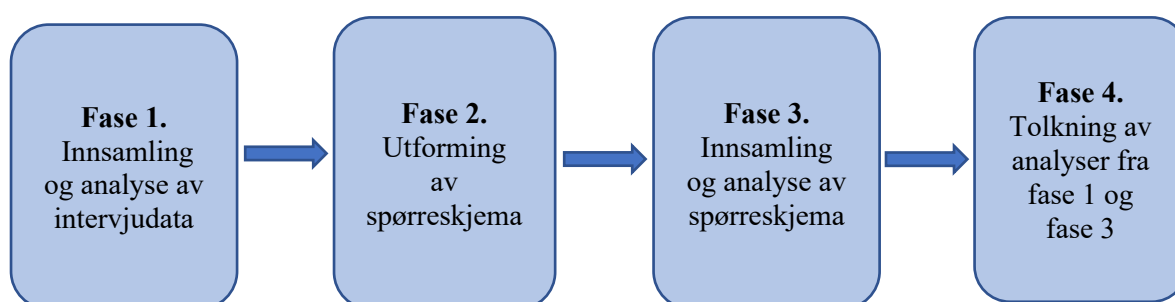 Fase 1.
Innsamling
og analyse av
intervjudata
Fase 2.
Utforming
av
spørreskjema
Fase 3.
Innsamling
og analyse av
spørreskjema
Fase 4.
Tolkning av
analyser fra
fase 1 og
fase 3